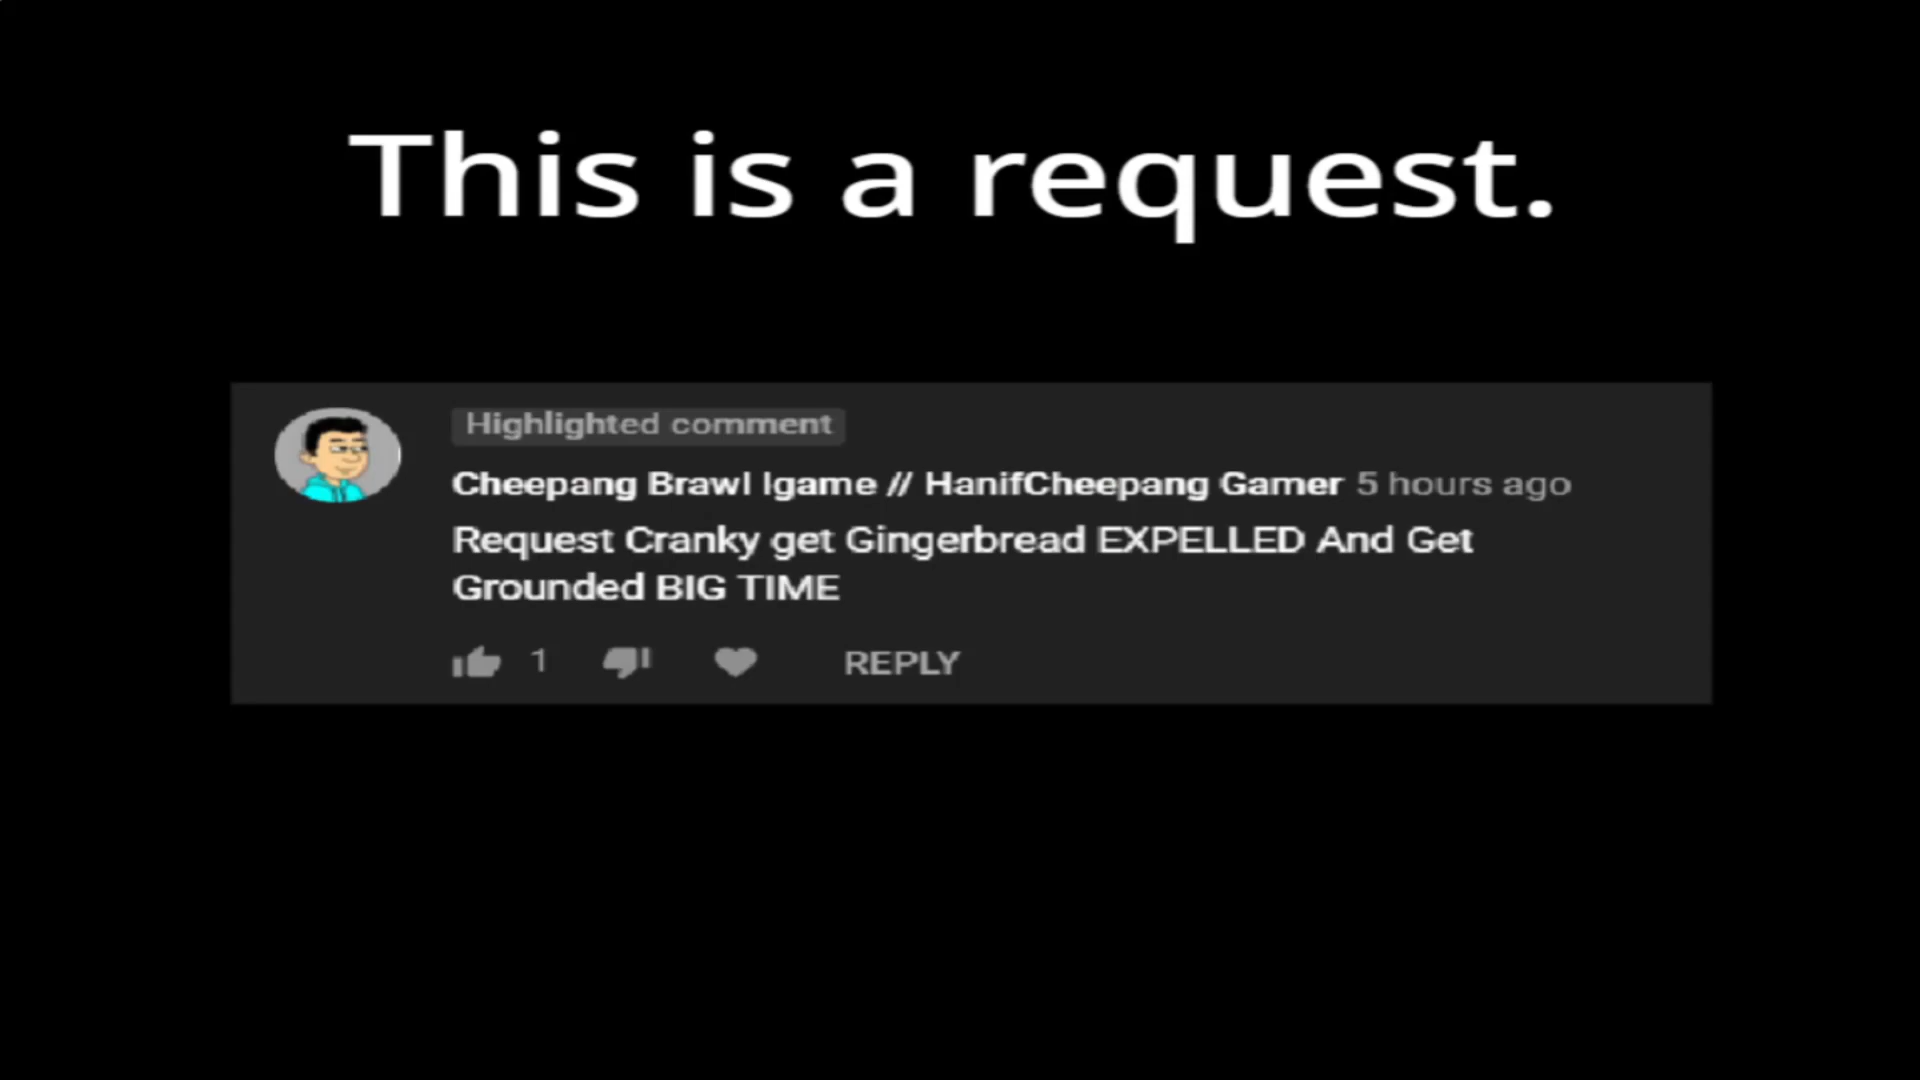 This is a request.
Highlighted comment
Cheepang Brawl Igame // HanifCheepang Gamer 5 hours ago
Request Cranky get Gingerbread EXPELLED And Get
Grounded BIG TIME
1 REPLY